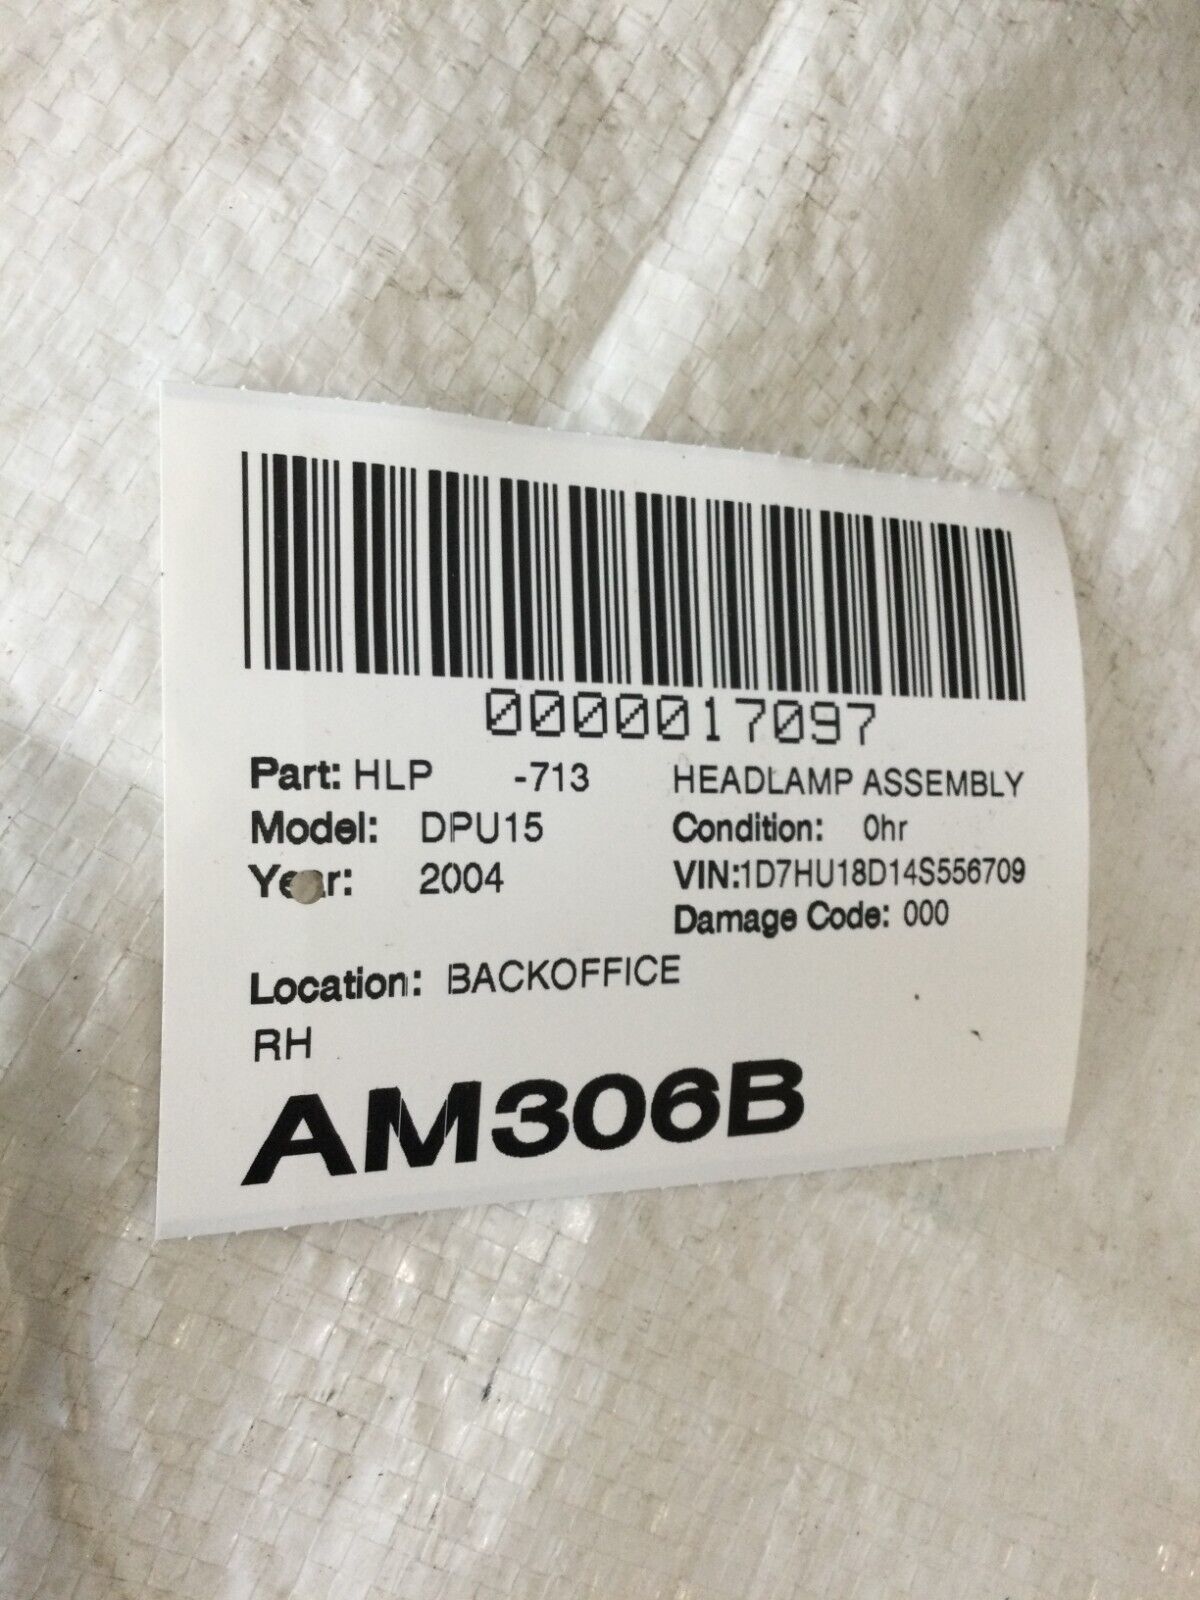 0000017097
Part: HLP -713 HEADLAMP ASSEMBLY
Model: DPU15 Condition: 0hr
Year: 2004 VIN:1D7HU18D14S556709
Damage Code: 000
Location: BACKOFFICE
RH
AM306B